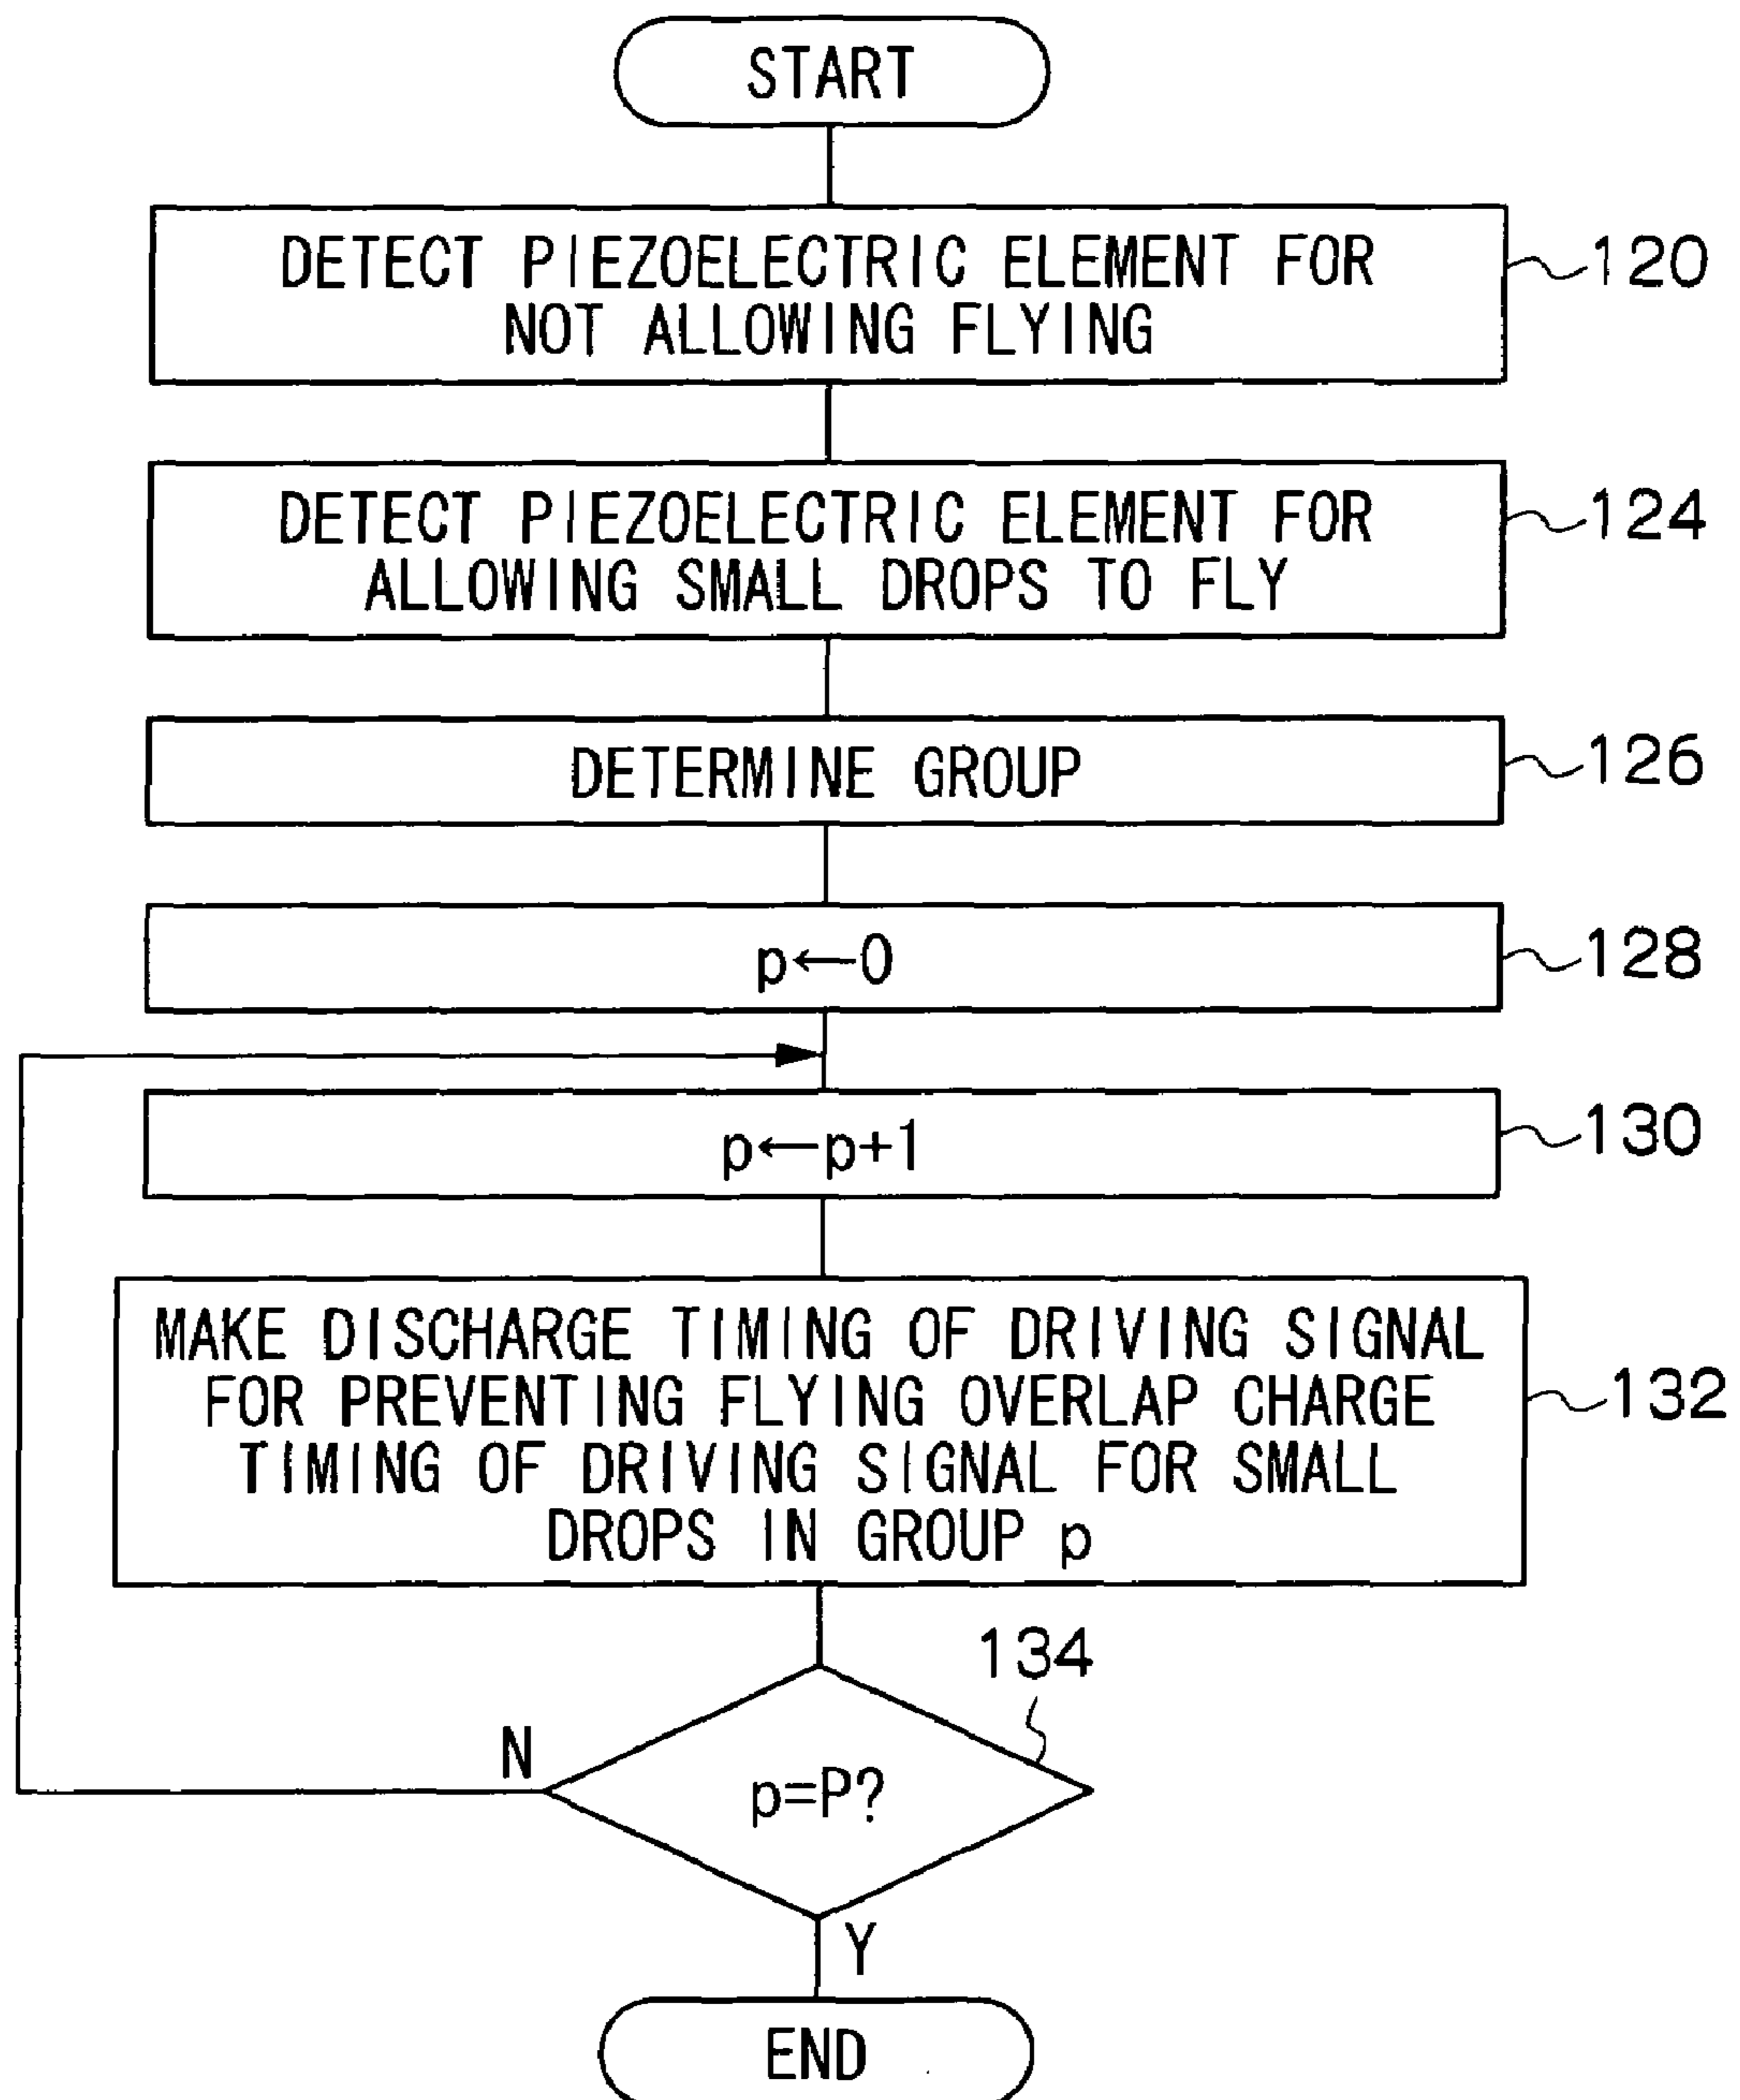 START
DETECT PIEZOELECTRIC ELEMENT FOR
NOT ALLOWING FLYING
120
DETECT PIEZOELECTRIC ELEMENT FOR
ALLOWING SMALL DROPS TO FLY
124
DETERMINE GROUP
126
p←0
128
p←p+1
130
MAKE DISCHARGE TIMING OF DRIVING SIGNAL
FOR PREVENTING FLYING OVERLAP CHARGE
TIMING OF DRIVING SIGNAL FOR SMALL
DROPS IN GROUP p
132
134
N
p=P?
Y
END